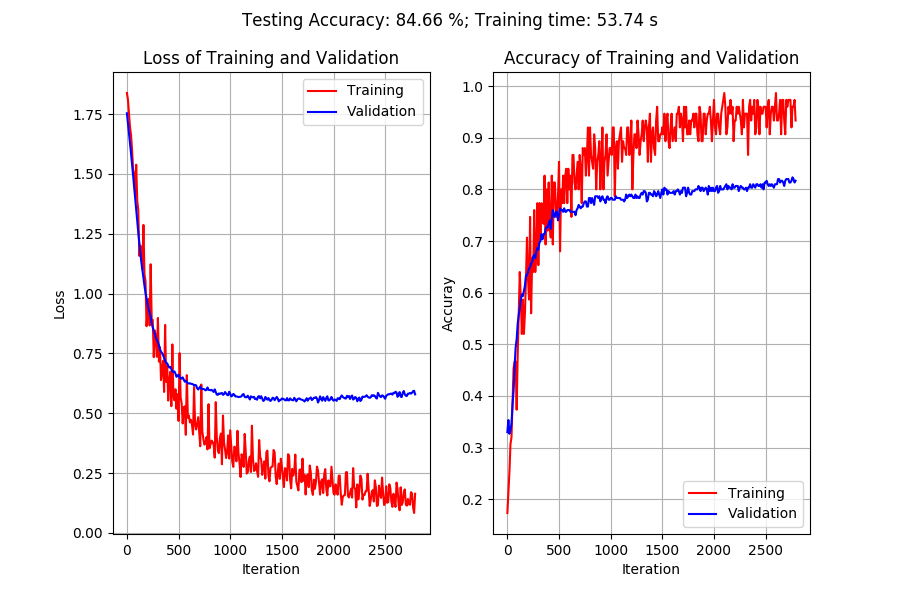 Testing Accuracy: 84.66 %; Training time: 53.74 s
Loss of Training and Validation
Training
Validation
1.75
1.50
1.25
1.00
0.75
0.50
0.25
0.00
Loss
0
500
1000
1500
2000
2500
Iteration
Accuracy of Training and Validation
1.0
0.9
0.8
0.7
0.6
0.5
0.4
0.3
0.2
Accuray
Training
Validation
0
500
1000
1500
2000
2500
Iteration